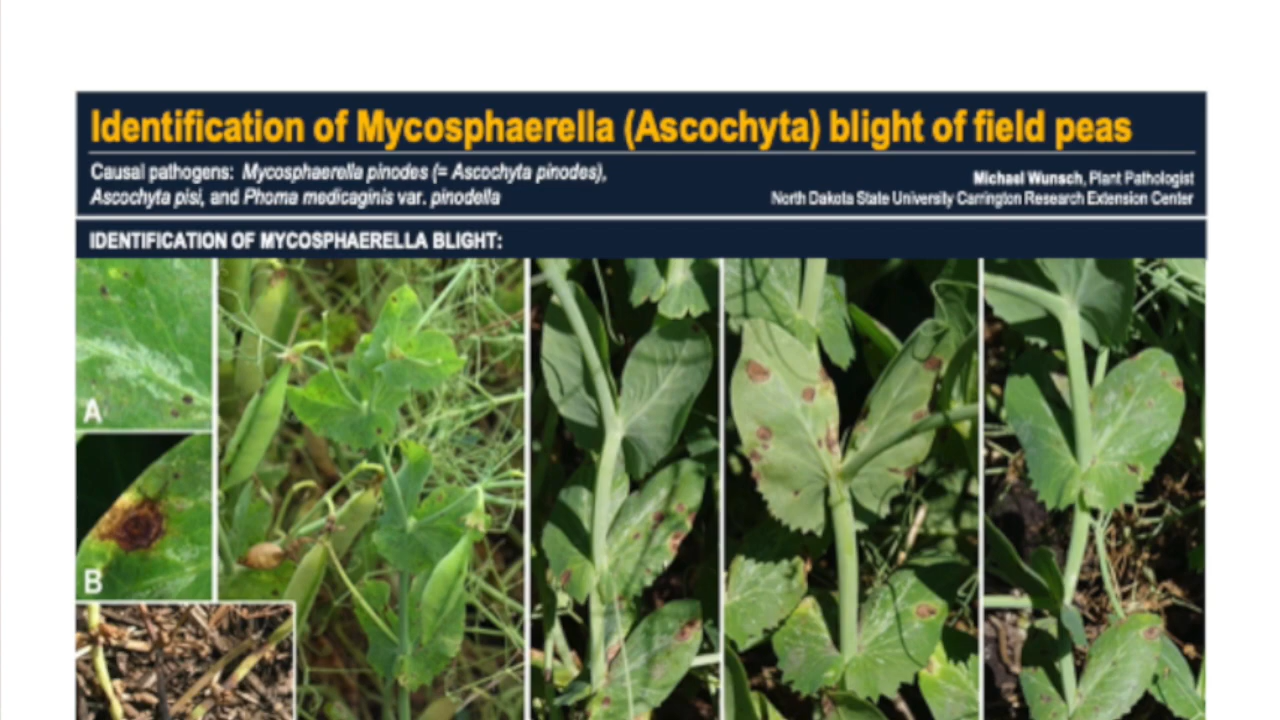 Identification of Mycosphaerella (Ascochyta) blight of field peas
Causal pathogens: Mycosphaerella pinodes (= Ascochyta pinodes),
Ascochyta pisi, and Phoma medicaginis var. pinodella
Michael Wunsch, Plant Pathologist
North Dakota State University Carrington Research Extension Center
IDENTIFICATION OF MYCOSPHAERELLA BLIGHT:
A
B